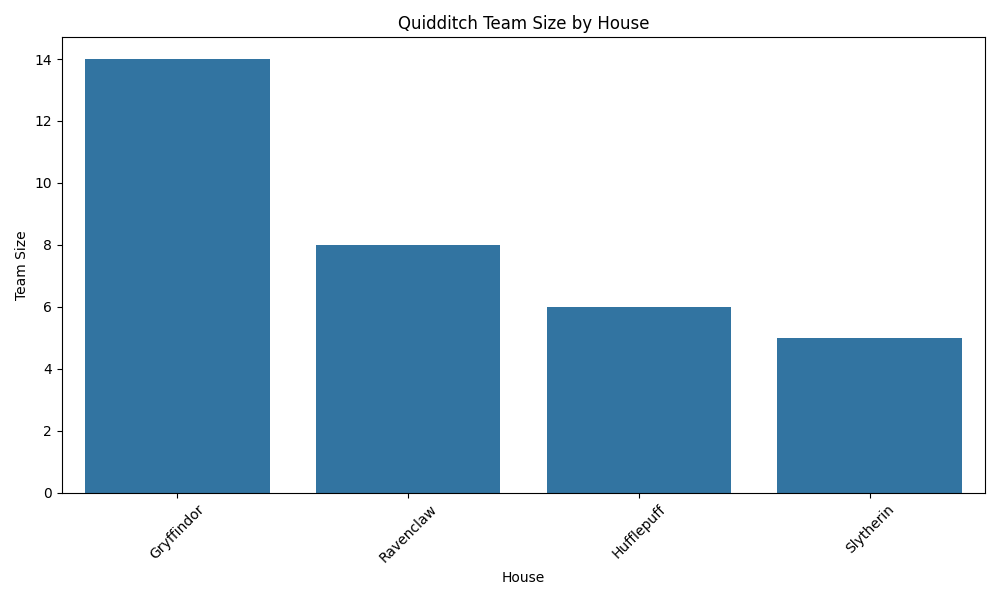 Quidditch Team Size by House
Team Size
14
12
10
8
6
4
2
0
Gryffindor
Ravenclaw
Hufflepuff
Slytherin
House